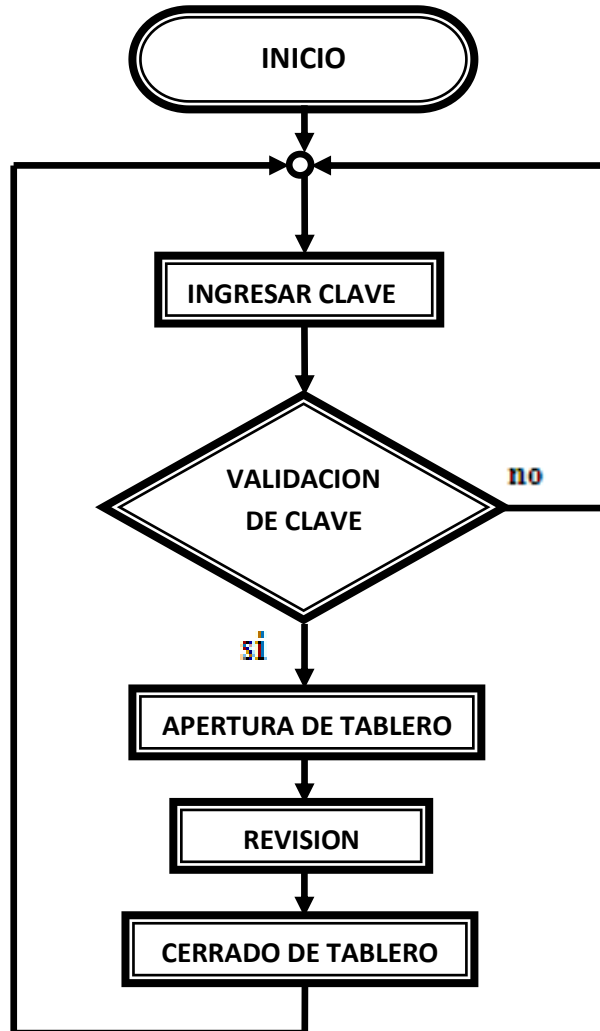 INICIO
INGRESAR CLAVE
VALIDACION
DE CLAVE
no
si
APERTURA DE TABLERO
REVISION
CERRADO DE TABLERO